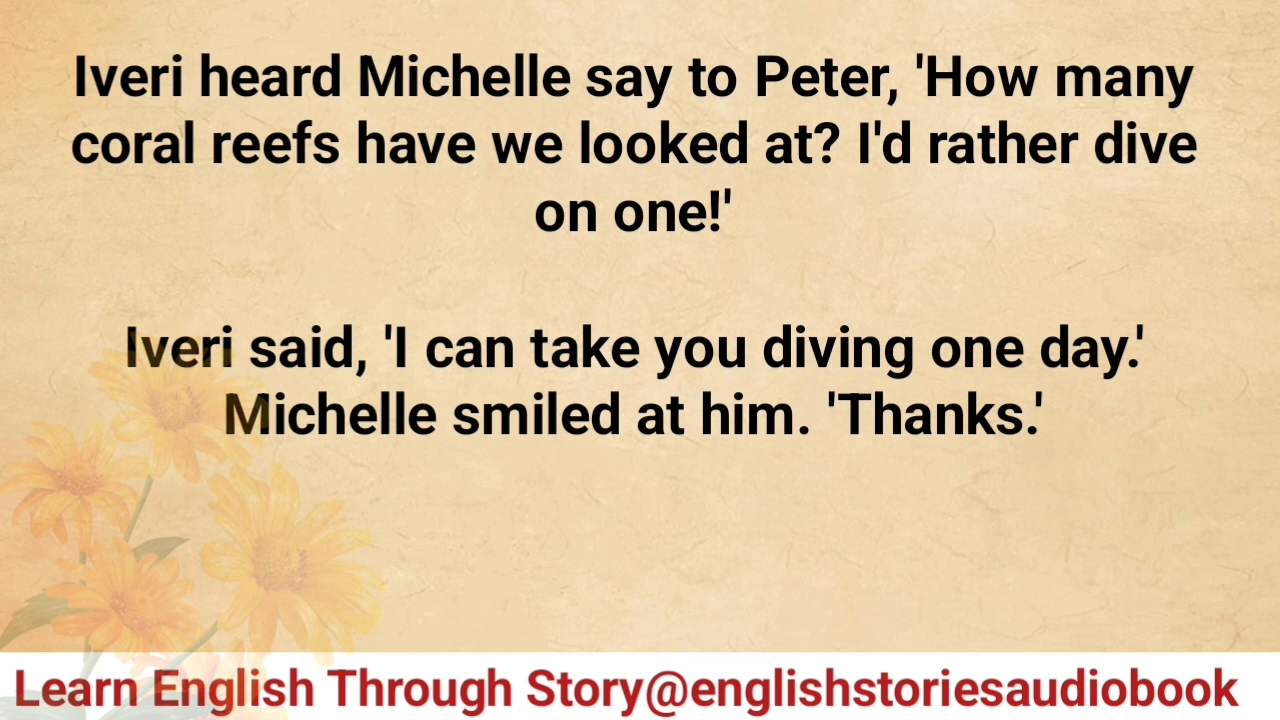 Iveri heard Michelle say to Peter, 'How many
coral reefs have we looked at? I'd rather dive
on one!'
Iveri said, 'I can take you diving one day.'
Michelle smiled at him. 'Thanks.'
Learn English Through Story@englishstoriesaudiobook